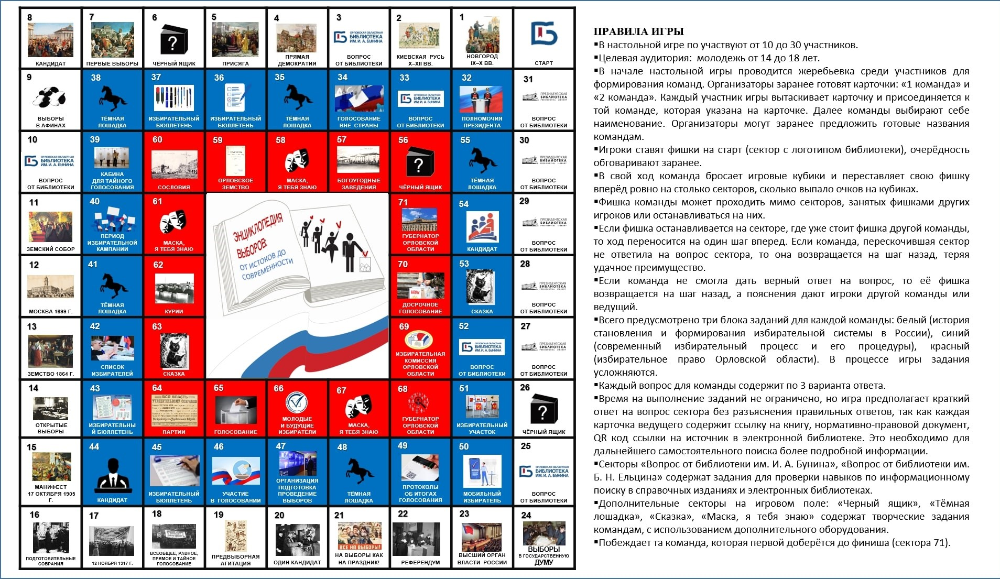 8
КАНДИДАТ
7
ПЕРВЫЕ ВЫБОРЫ
6
?
ЧЁРНЫЙ ЯЩИК
5
ПРИСЯГА
4
ПРЯМАЯ
ДЕМОКРАТИЯ
3
ОРЛОВСКАЯ ОБЛАСТНАЯ
БИБЛИОТЕКА
ИМ. И. А. БУНИНА
ВОПРОС
ОТ БИБЛИОТЕКИ
2
КИЕВСКАЯ РУСЬ
X–XII ВВ.
1
НОВГОРОД
IX–X ВВ.
СТАРТ
9
ВЫБОРЫ
В АФИНАХ
38
ТЁМНАЯ
ЛОШАДКА
37
ИЗБИРАТЕЛЬНЫЙ
БЮЛЛЕТЕНЬ
36
ИЗБИРАТЕЛЬНЫЙ
БЮЛЛЕТЕНЬ
35
ТЁМНАЯ
ЛОШАДКА
34
ГОЛОСОВАНИЕ
ВНЕ СТРАНЫ
33
ОРЛОВСКАЯ ОБЛАСТНАЯ
БИБЛИОТЕКА
ИМ. И. А. БУНИНА
ВОПРОС
ОТ БИБЛИОТЕКИ
32
ПОЛНОМОЧИЯ
ПРЕЗИДЕНТА
31
ПРЕЗИДЕНТСКАЯ
БИБЛИОТЕКА
PRESIDENTIAL LIBRARY
ВОПРОС
ОТ БИБЛИОТЕКИ
10
ОРЛОВСКАЯ ОБЛАСТНАЯ
БИБЛИОТЕКА
ИМ. И. А. БУНИНА
ВОПРОС
ОТ БИБЛИОТЕКИ
39
КАБИНА
ДЛЯ ТАЙНОГО
ГОЛОСОВАНИЯ
60
СОСЛОВИЯ
59
ОРЛОВСКОЕ
ЗЕМСТВО
58
МАСКА,
Я ТЕБЯ ЗНАЮ
57
БОГОУГОДНЫЕ
ЗАВЕДЕНИЯ
56
?
ЧЁРНЫЙ ЯЩИК
55
ТЁМНАЯ
ЛОШАДКА
30
ПРЕЗИДЕНТСКАЯ
БИБЛИОТЕКА
PRESIDENTIAL LIBRARY
ВОПРОС
ОТ БИБЛИОТЕКИ
11
ЗЕМСКИЙ СОБОР
40
ПЕРИОД
ИЗБИРАТЕЛЬНОЙ
КАМПАНИИ
61
МАСКА,
Я ТЕБЯ ЗНАЮ
ЭНЦИКЛОПЕДИЯ
ВЫБОРОВ:
ОТ ИСТОКОВ ДО
СОВРЕМЕННОСТИ
71
ГУБЕРНАТОР
ОРЛОВСКОЙ
ОБЛАСТИ
54
КАНДИДАТ
29
ПРЕЗИДЕНТСКАЯ
БИБЛИОТЕКА
PRESIDENTIAL LIBRARY
ВОПРОС
ОТ БИБЛИОТЕКИ
12
МОСКВА 1699 Г.
41
ТЁМНАЯ
ЛОШАДКА
62
КУРИИ
70
ДОСРОЧНОЕ
ГОЛОСОВАНИЕ
53
СКАЗКА
28
ПРЕЗИДЕНТСКАЯ
БИБЛИОТЕКА
PRESIDENTIAL LIBRARY
ВОПРОС
ОТ БИБЛИОТЕКИ
13
ЗЕМСТВО 1864 Г.
42
СПИСОК
ИЗБИРАТЕЛЕЙ
63
СКАЗКА
69
ИЗБИРАТЕЛЬНАЯ
КОМИССИЯ
ОРЛОВСКОЙ
ОБЛАСТИ
52
ОРЛОВСКАЯ ОБЛАСТНАЯ
БИБЛИОТЕКА
ИМ. И. А. БУНИНА
ВОПРОС
ОТ БИБЛИОТЕКИ
27
ПРЕЗИДЕНТСКАЯ
БИБЛИОТЕКА
PRESIDENTIAL LIBRARY
ВОПРОС
ОТ БИБЛИОТЕКИ
14
ОТКРЫТЫЕ
ВЫБОРЫ
43
ИЗБИРАТЕЛЬНЫ
Й БЮЛЛЕТЕНЬ
64
ВСЯ ВЛАСТЬ
УЧРЕДИТЕЛЬНОМУ СОБРАНИЮ
ПАРТИИ
65
ГОЛОСОВАНИЕ
66
МОЛОДЫЕ
И БУДУЩИЕ
ИЗБИРАТЕЛИ
67
МАСКА,
Я ТЕБЯ ЗНАЮ
68
ГУБЕРНАТОР
ОРЛОВСКОЙ
ОБЛАСТИ
51
ИЗБИРАТЕЛЬНЫЙ
УЧАСТОК
26
?
ЧЁРНЫЙ ЯЩИК
15
МАНИФЕСТ
17 ОКТЯБРЯ 1905
Г.
44
КАНДИДАТ
45
ИЗБИРАТЕЛЬНЫЙ
БЮЛЛЕТЕНЬ
46
УЧАСТИЕ
В ГОЛОСОВАНИИ
47
ОРГАНИЗАЦИЯ
ПОДГОТОВКА
ПРОВЕДЕНИЕ
ВЫБОРОВ
48
ТЁМНАЯ
ЛОШАДКА
49
ПРОТОКОЛЫ
ОБ ИТОГАХ
ГОЛОСОВАНИЯ
50
МОБИЛЬНЫЙ
ИЗБИРАТЕЛЬ
25
ОРЛОВСКАЯ ОБЛАСТНАЯ
БИБЛИОТЕКА
ИМ. И. А. БУНИНА
ВОПРОС
ОТ БИБЛИОТЕКИ
16
ПОДГОТОВИТЕЛЬНЫЕ
СОБРАНИЯ
17
12 НОЯБРЯ 1917 Г.
18
ВСЕОБЩЕЕ, РАВНОЕ,
ПРЯМОЕ И ТАЙНОЕ
ГОЛОСОВАНИЕ
19
ПРЕДВЫБОРНАЯ
АГИТАЦИЯ
20
ОДИН КАНДИДАТ
21
ВСЕ НА ВЫБОРЫ!
НА ВЫБОРЫ КАК
НА ПРАЗДНИК!
22
РЕФЕРЕНДУМ
23
ВЫСШИЙ ОРГАН
ВЛАСТИ РОССИИ
24
ВЫБОРЫ
В ГОСУДАРСТВЕННУЮ
ДУМУ
ПРАВИЛА ИГРЫ
▪В настольной игре по участвуют от 10 до 30 участников.
▪Целевая аудитория: молодежь от 14 до 18 лет.
▪В начале настольной игры проводится жеребьевка среди участников для
формирования команд. Организаторы заранее готовят карточки: «1 команда» и
«2 команда». Каждый участник игры вытаскивает карточку и присоединяется к
той команде, которая указана на карточке. Далее команды выбирают себе
наименование. Организаторы могут заранее предложить готовые названия
командам.
▪Игроки ставят фишки на старт (сектор с логотипом библиотеки), очерёдность
обговаривают заранее.
▪В свой ход команда бросает игровые кубики и переставляет свою фишку
вперёд ровно на столько секторов, сколько выпало очков на кубиках.
▪Фишка команды может проходить мимо секторов, занятых фишками других
игроков или останавливаться на них.
▪Если фишка останавливается на секторе, где уже стоит фишка другой команды,
то ход переносится на один шаг вперед. Если команда, перескочившая сектор
не ответила на вопрос сектора, то она возвращается на шаг назад, теряя
удачное преимущество.
▪Если команда не смогла дать верный ответ на вопрос, то её фишка
возвращается на шаг назад, а пояснения дают игроки другой команды или
ведущий.
▪Всего предусмотрено три блока заданий для каждой команды: белый (история
становления и формирования избирательной системы в России), синий
(современный избирательный процесс и его процедуры), красный
(избирательное право Орловской области). В процессе игры задания
усложняются.
▪Каждый вопрос для команды содержит по 3 варианта ответа.
▪Время на выполнение заданий не ограничено, но игра предполагает краткий
ответ на вопрос сектора без разъяснения правильных ответов, так как каждая
карточка ведущего содержит ссылку на книгу, нормативно-правовой документ,
QR код ссылки на источник в электронной библиотеке. Это необходимо для
дальнейшего самостоятельного поиска более подробной информации.
▪Секторы «Вопрос от библиотеки им. И. А. Бунина», «Вопрос от библиотеки им.
Б. Н. Ельцина» содержат задания для проверки навыков по информационному
поиску в справочных изданиях и электронных библиотеках.
▪Дополнительные секторы на игровом поле: «Черный ящик», «Тёмная
лошадка», «Сказка», «Маска, я тебя знаю» содержат творческие задания
командам, с использованием дополнительного оборудования.
▪Побеждает та команда, которая первой доберётся до финиша (сектора 71).